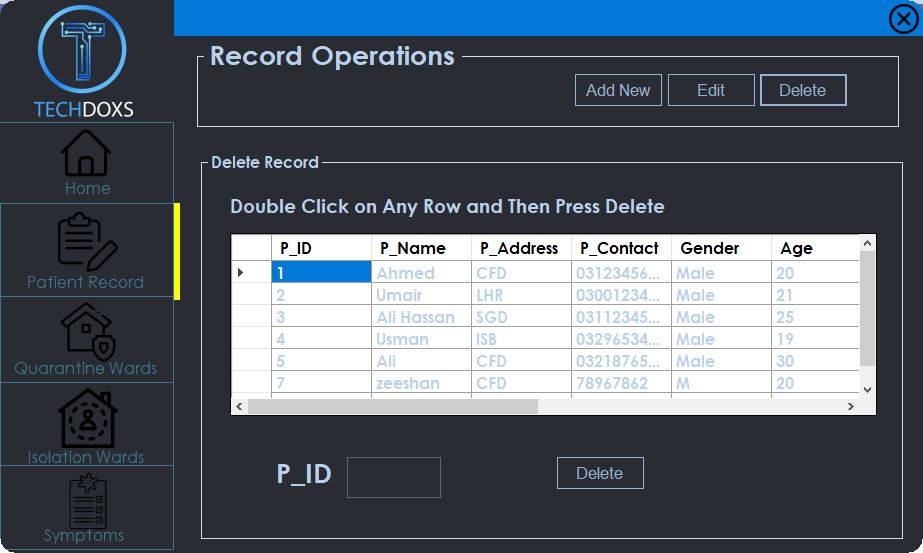 TECHDOXS
Home
Patient Record
Quarantine Wards
Isolation Wards
Symptoms
Record Operations
Add New Edit Delete
Delete Record
Double Click on Any Row and Then Press Delete
P_ID P_Name P_Address P_Contact Gender Age
1 Ahmed CFD 03123456... Male 20
2 Umair LHR 03001234... Male 21
3 Ali Hassan SGD 03112345... Male 25
4 Usman ISB 03296534... Male 19
5 Ali CFD 03218765... Male 30
7 zeeshan CFD 78967862 M 20
P_ID Delete